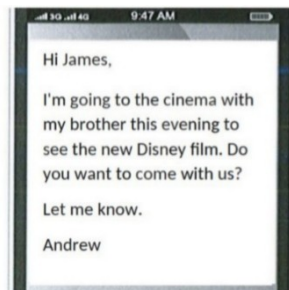 3G 4G 9:47 AM
Hi James,
I'm going to the cinema with
my brother this evening to
see the new Disney film. Do
you want to come with us?
Let me know.
Andrew